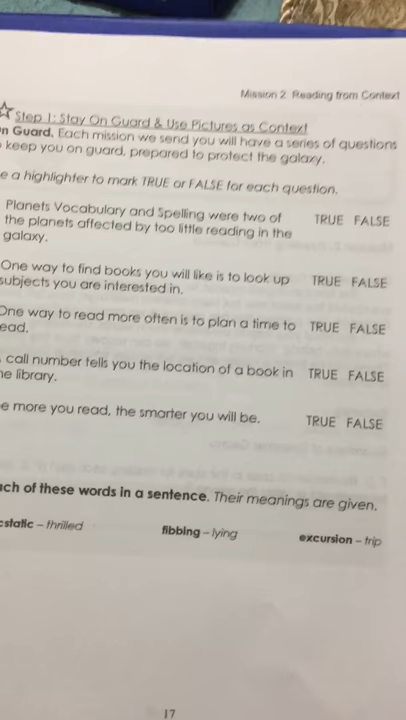 Mission 2: Reading from Context
Step 1: Stay On Guard & Use Pictures as Context
n Guard. Each mission we send you will have a series of questions
keep you on guard, prepared to protect the galaxy.
e a highlighter to mark TRUE or FALSE for each question.
Planets Vocabulary and Spelling were two of TRUE FALSE
the planets affected by too little reading in the
galaxy.
One way to find books you will like is to look up TRUE FALSE
subjects you are interested in.
One way to read more often is to plan a time to TRUE FALSE
ead.
call number tells you the location of a book in TRUE FALSE
he library.
e more you read, the smarter you will be. TRUE FALSE
ach of these words in a sentence. Their meanings are given.
cstatic – thrilled fibbing – lying excursion – trip
17